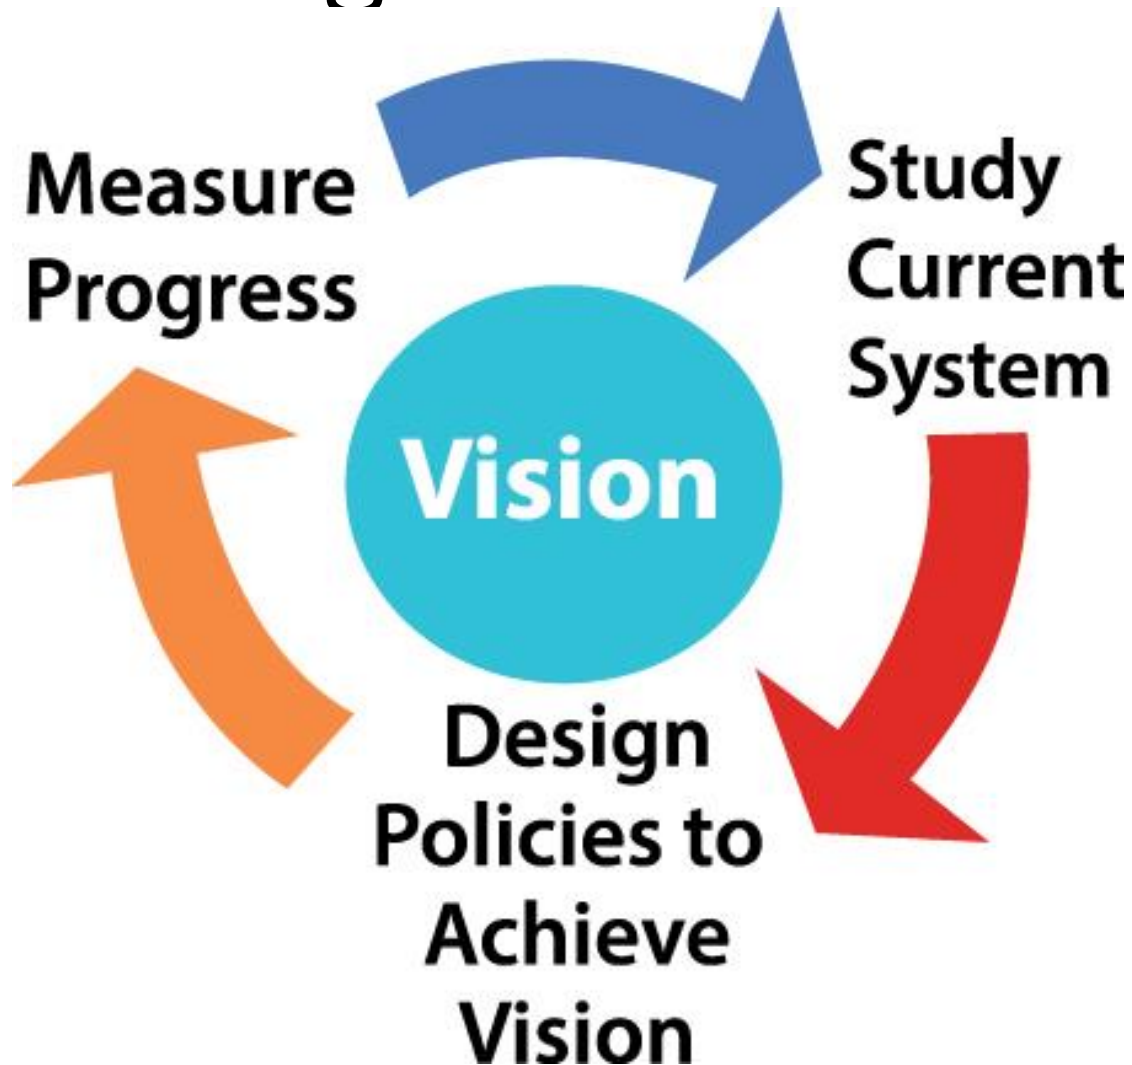 Measure
Progress
Study
Current
System
Vision
Design
Policies to
Achieve
Vision